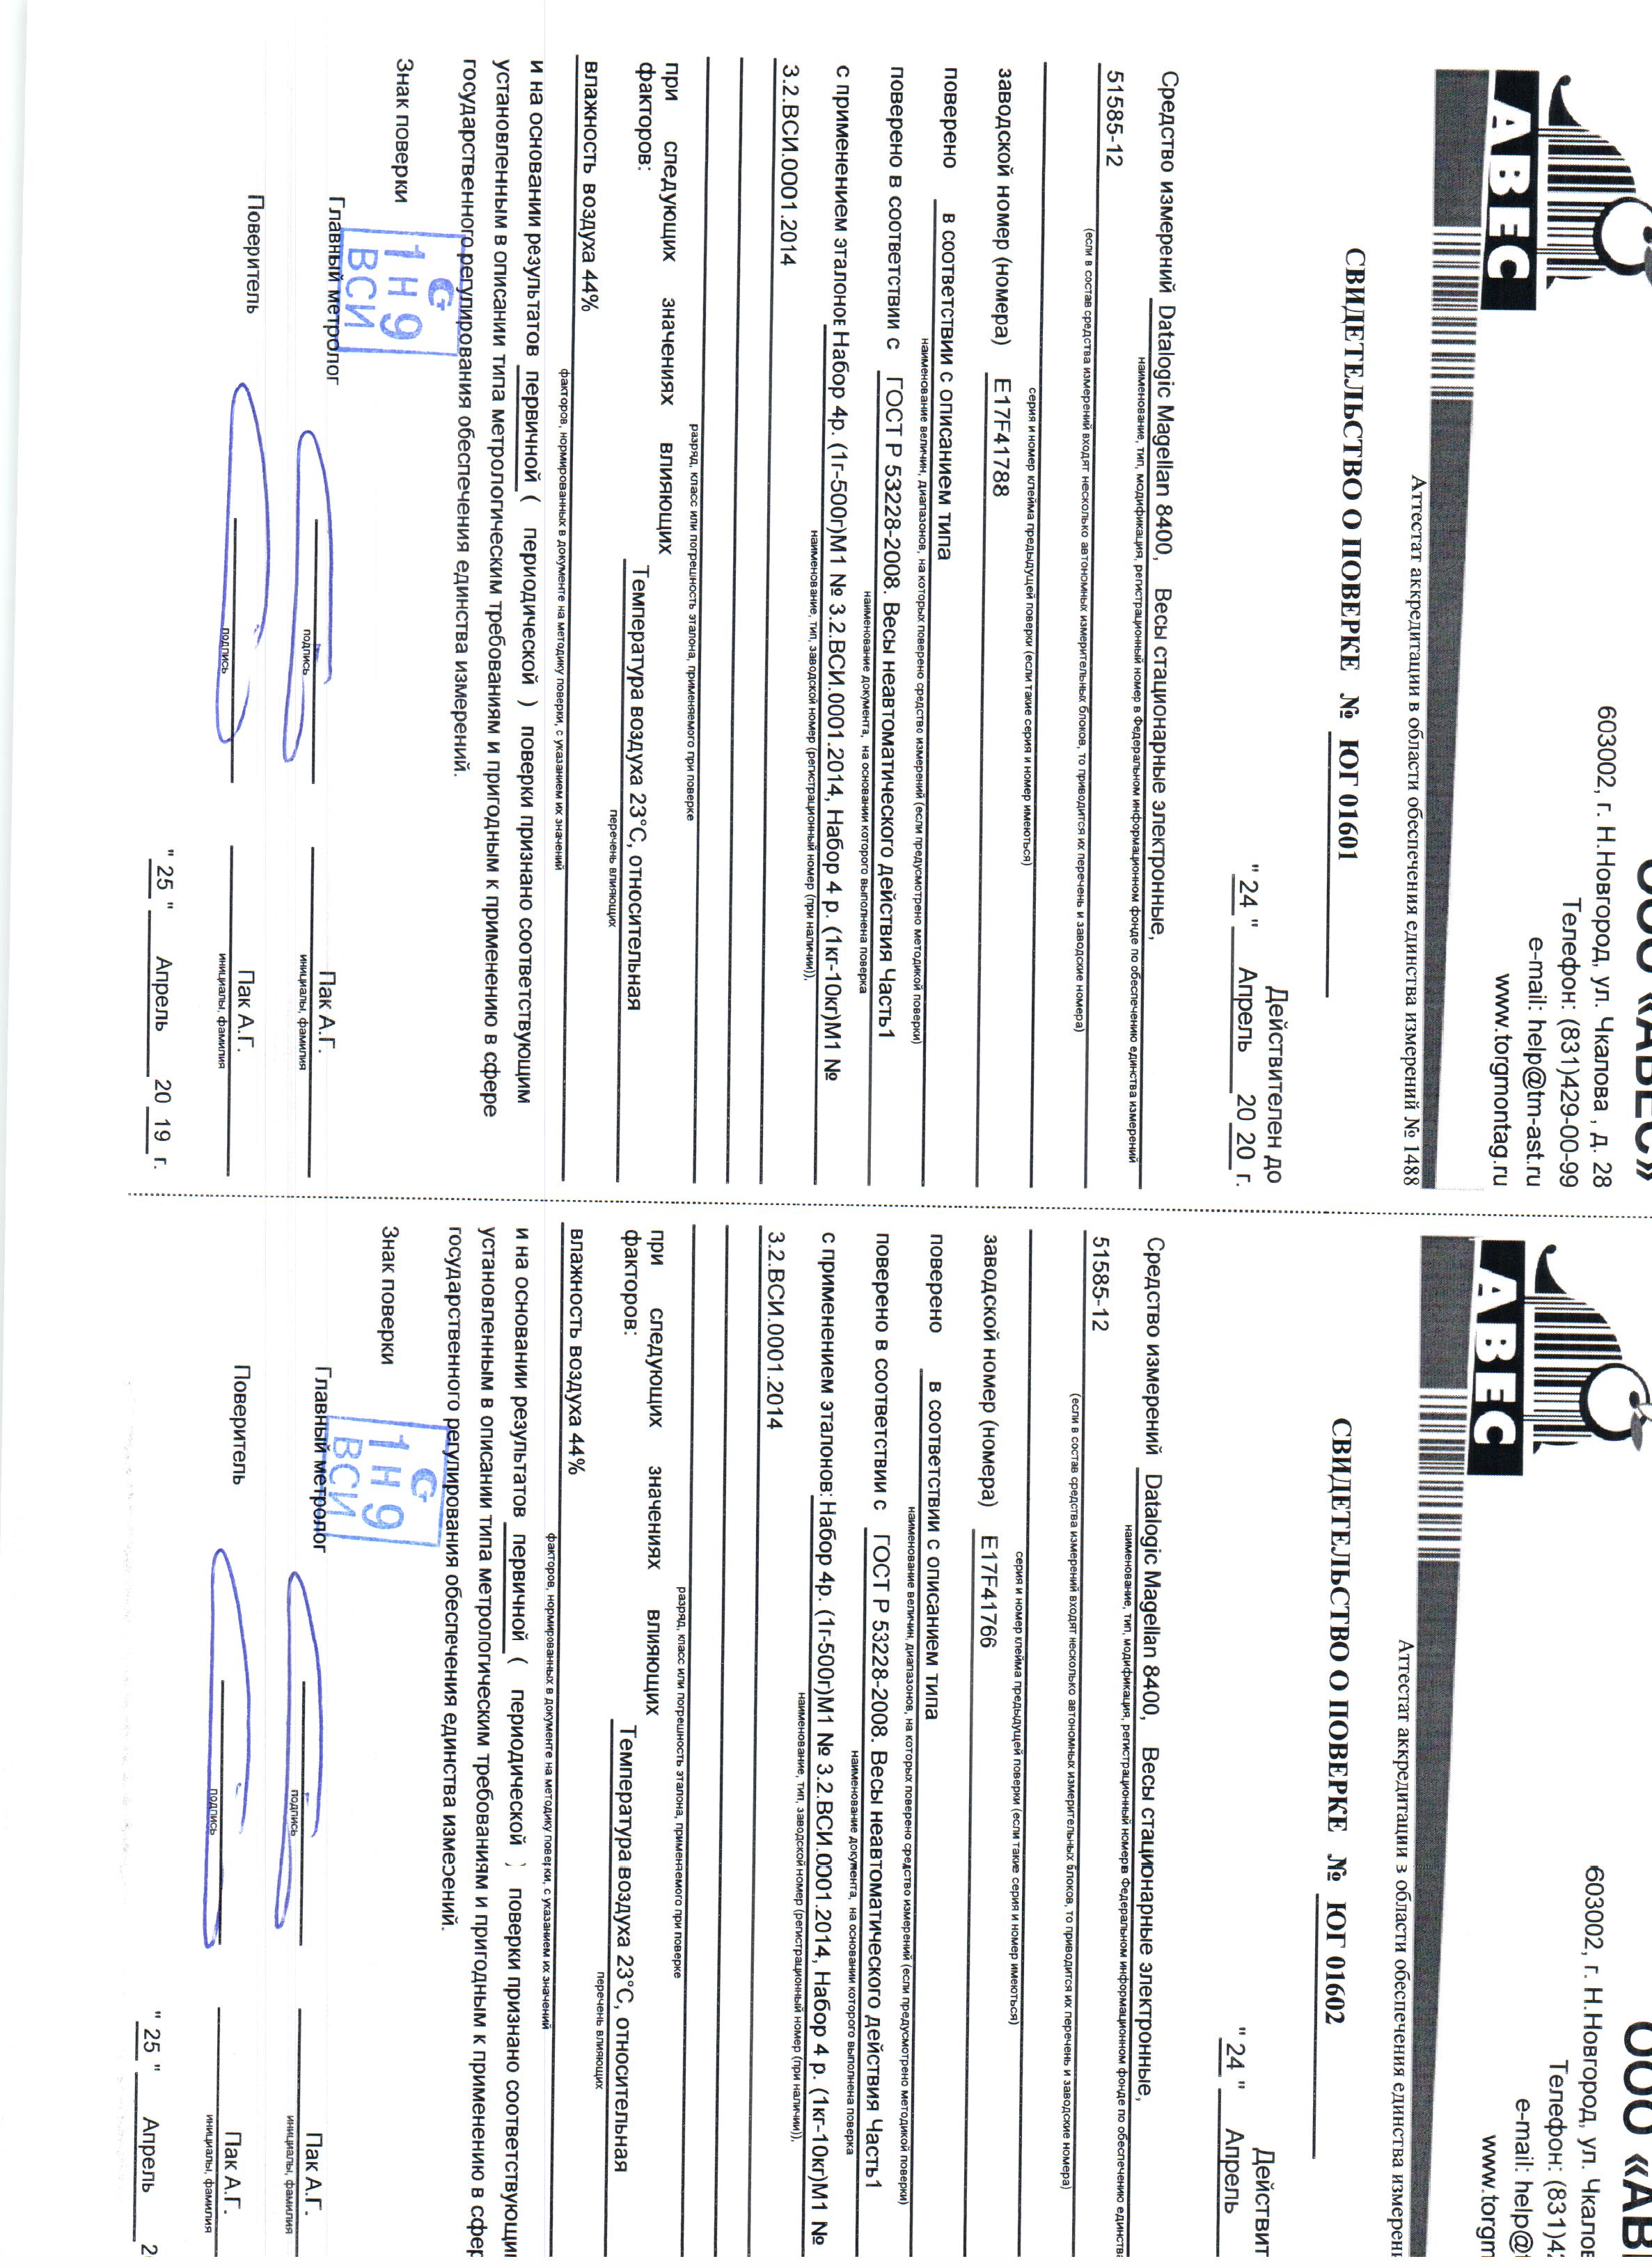 ООО «АВЕС»
603002, г. Н.Новгород, ул. Чкалова , д. 28
Телефон: (831)429-00-99
e-mail: help@tm-ast.ru
www.torgmontag.ru
АВЕС
Аттестат аккредитации в области обеспечения единства измерений № 1488
СВИДЕТЕЛЬСТВО О ПОВЕРКЕ № ЮГ 01601
Действителен до
" 24 " Апрель 20 20 г.
Средство измерений Datalogic Magellan 8400, Весы стационарные электронные,
наименование, тип, модификация, регистрационный номер в Федеральном информационном фонде по обеспечению единства измерений
51585-12
(если в состав средства измерений входят несколько автономных измерительных блоков, то приводится их перечень и заводские номера)
серия и номер клейма предыдущей поверки (если такие серия и номер имеються)
заводской номер (номера) E17F41788
поверено в соответствии с описанием типа
наименование величин, диапазонов, на которых поверено средство измерений (если предусмотрено методикой поверки)
поверено в соответствии с ГОСТ Р 53228-2008. Весы неавтоматического действия Часть1
наименование документа, на основании которого выполнена поверка
с применением эталонов Набор 4р. (1г-500г)М1 № 3.2.ВСИ.0001.2014, Набор 4 р. (1кг-10кг)М1 №
наименование, тип, заводской номер (регистрационный номер (при наличии)),
3.2.ВСИ.0001.2014
разряд, класс или погрешность эталона, применяемого при поверке
при следующих значениях влияющих
факторов: Температура воздуха 23°С, относительная
перечень влияющих
влажность воздуха 44%
факторов, нормированных в документе на методику поверки, с указанием их значений
и на основании результатов первичной ( периодической ) поверки признано соответствующим
установленным в описании типа метрологическим требованиям и пригодным к применению в сфере
государственного регулирования обеспечения единства измерений.
Знак поверки
1 Н 9
ВСИ
Главный метролог Пак А.Г.
подпись инициалы, фамилия
Поверитель Пак А.Г.
подпись инициалы, фамилия
" 25 " Апрель 20 19 г.
ООО «АВ
603002, г. Н.Новгород, ул. Чкалов
Телефон: (831)42
e-mail: help@t
www.torgm
АВЕС
Аттестат аккредитации в области обеспечения единства измерени
СВИДЕТЕЛЬСТВО О ПОВЕРКЕ № ЮГ 01602
Действит
" 24 " Апрель
Средство измерений Datalogic Magellan 8400, Весы стационарные электронные,
наименование, тип, модификация, регистрационный номер в Федеральном информационном фонде по обеспечению единства
51585-12
(если в состав средства измерений входят несколько автономных измерительных блоков, то приводится их перечень и заводские номера)
серия и номер клейма предыдущей поверки (если такие серия и номер имеються)
заводской номер (номера) E17F41766
поверено в соответствии с описанием типа
наименование величин, диапазонов, на которых поверено средство измерений (если предусмотрено методикой поверки)
поверено в соответствии с ГОСТ Р 53228-2008. Весы неавтоматического действия Часть1
наименование документа, на основании которого выполнена поверка
с применением эталонов: Набор 4р. (1г-500г)М1 № 3.2.ВСИ.0001.2014, Набор 4 р. (1кг-10кг)М1 №
наименование, тип, заводской номер (регистрационный номер (при наличии)),
3.2.ВСИ.0001.2014
разряд, класс или погрешность эталона, применяемого при поверке
при следующих значениях влияющих
факторов: Температура воздуха 23°С, относительная
перечень влияющих
влажность воздуха 44%
факторов, нормированных в документе на методику поверки, с указанием их значений
и на основании результатов первичной ( периодической ) поверки признано соответствующи
установленным в описании типа метрологическим требованиям и пригодным к применению в сфер
государственного регулирования обеспечения единства измерений.
Знак поверки
1 Н 9
ВСИ
Главный метролог Пак А.Г.
подпись инициалы, фамилия
Поверитель Пак А.Г.
подпись инициалы, фамилия
" 25 " Апрель 2